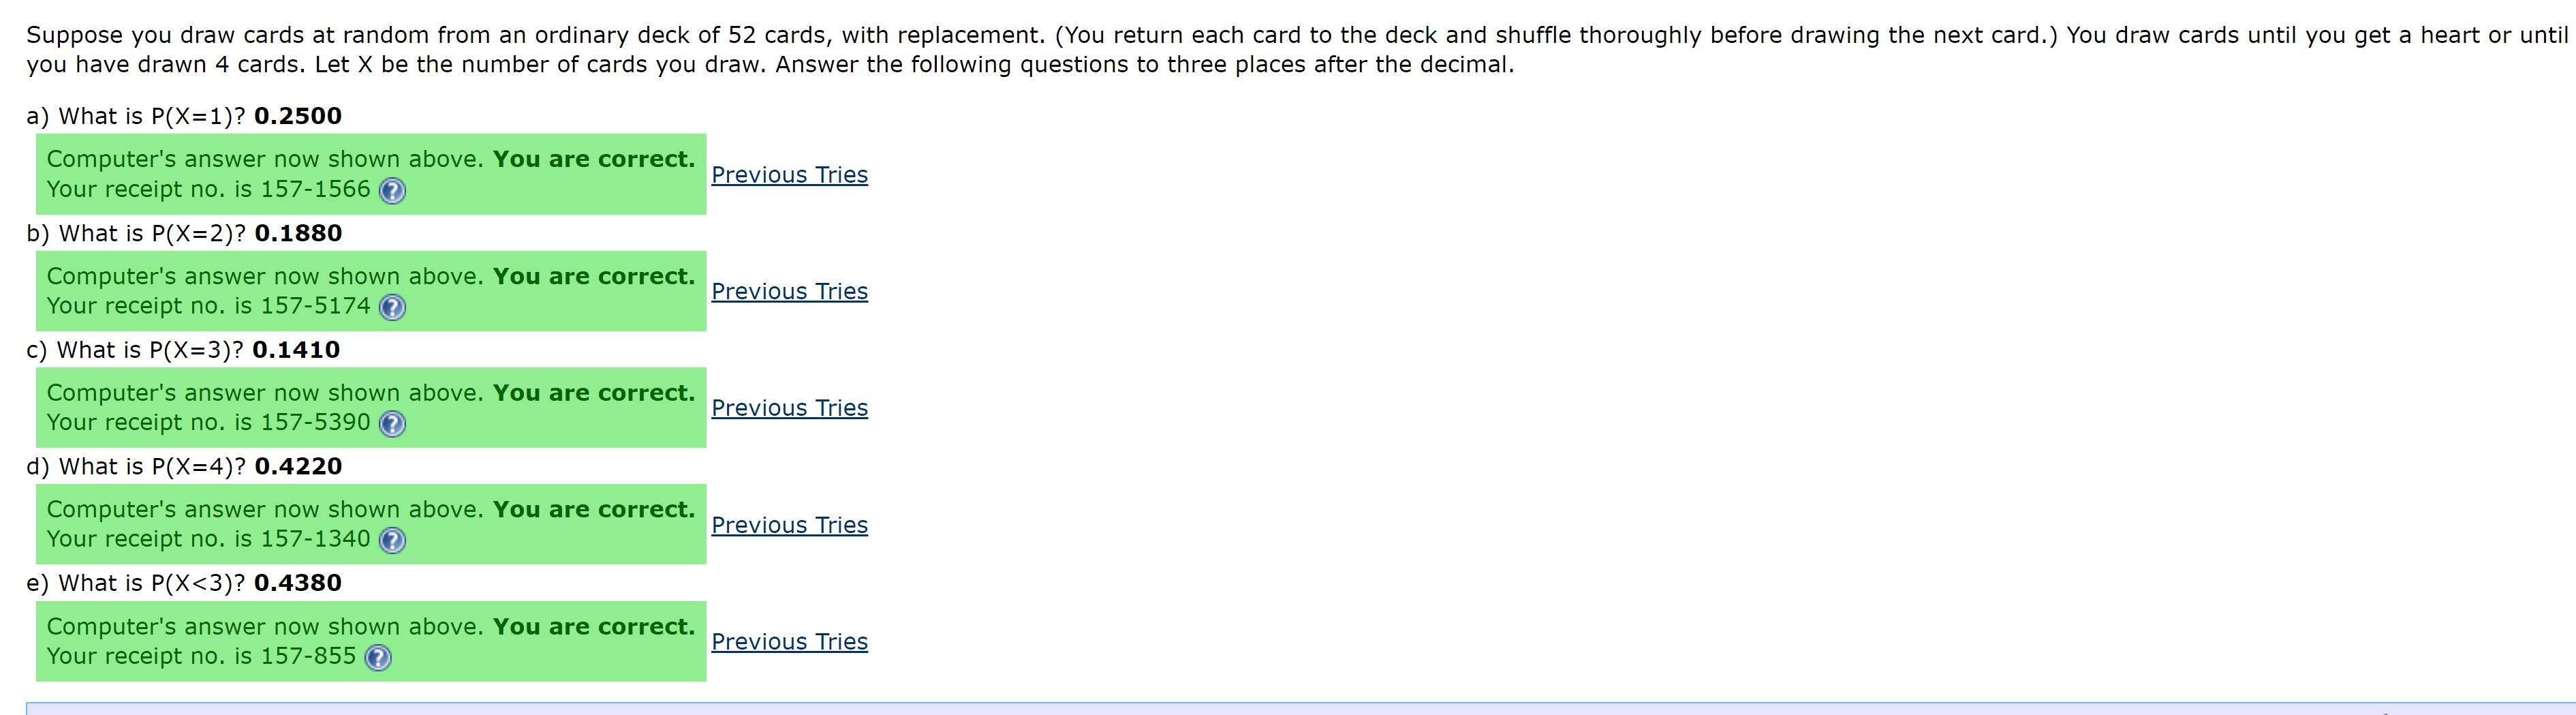 Suppose you draw cards at random from an ordinary deck of 52 cards, with replacement. (You return each card to the deck and shuffle thoroughly before drawing the next card.) You draw cards until you get a heart or until
you have drawn 4 cards. Let X be the number of cards you draw. Answer the following questions to three places after the decimal.
a) What is P(X=1)? 0.2500
Computer's answer now shown above. You are correct.
Your receipt no. is 157-1566 ?
Previous Tries
b) What is P(X=2)? 0.1880
Computer's answer now shown above. You are correct.
Your receipt no. is 157-5174 ?
Previous Tries
c) What is P(X=3)? 0.1410
Computer's answer now shown above. You are correct.
Your receipt no. is 157-5390 ?
Previous Tries
d) What is P(X=4)? 0.4220
Computer's answer now shown above. You are correct.
Your receipt no. is 157-1340 ?
Previous Tries
e) What is P(X<3)? 0.4380
Computer's answer now shown above. You are correct.
Your receipt no. is 157-855 ?
Previous Tries